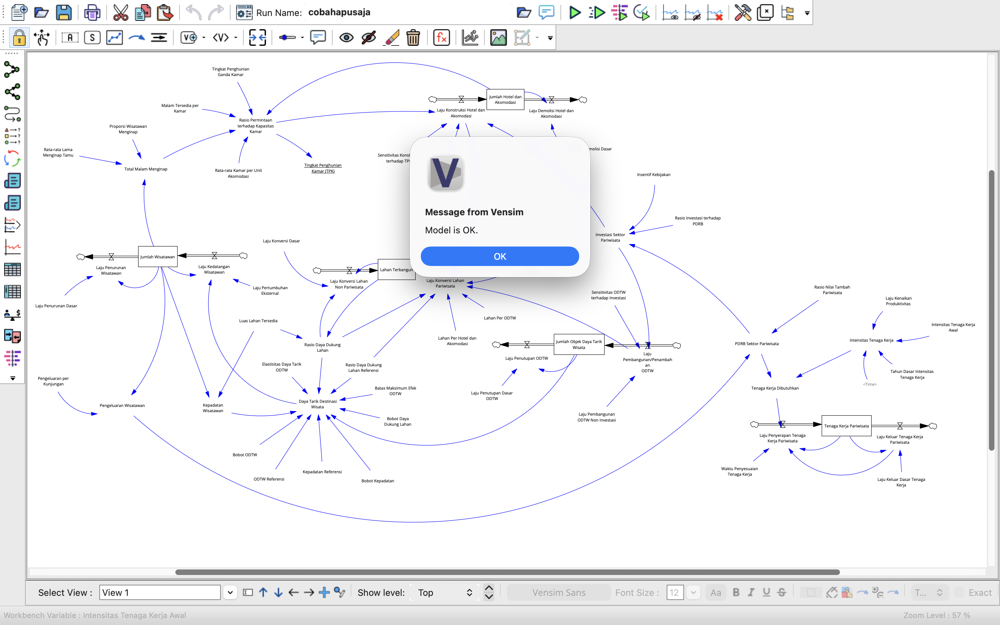 Run Name: cobahapusaja
Tingkat Penghunian
Ganda Kamar
Malam Tersedia per
Kamar
Proporsi Wisatawan
Menginap
Rata-rata Lama
Menginap Tamu
Total Malam Menginap
Rasio Permintaan
terhadap Kapasitas
Kamar
Rata-rata Kamar per Unit
Akomodasi
Tingkat Penghunian
Kamar (TPK)
Jumlah Hotel dan
Akomodasi
Laju Konstruksi Hotel dan
Akomodasi
Laju Demolisi Hotel dan
Akomodasi
Sensitivitas Konst
terhadap TP
molisi Dasar
Message from Vensim
Model is OK.
OK
Insentif Kebijakan
Rasio Investasi terhadap
PDRB
Investasi Sektor
Pariwisata
Laju Konversi Dasar
Jumlah Wisatawan
Laju Penurunan
Wisatawan
Laju Kedatangan
Wisatawan
Laju Pertumbuhan
Eksternal
Laju Penurunan Dasar
Lahan Terbangun
Laju Konversi Lahan
Non Pariwisata
Laju Konversi Lahan
Pariwisata
Sensitivitas ODTW
terhadap Investasi
Rasio Nilai Tambah
Pariwisata
Laju Kenaikan
Produktivitas
Luas Lahan Tersedia
Lahan Per ODTW
Lahan Per Hotel dan
Akomodasi
Rasio Daya Dukung
Lahan
Jumlah Objek Daya Tarik
Wisata
Laju Penutupan ODTW
Laju
Pembangunan/Penambah
an
ODTW
PDRB Sektor Pariwisata
Intensitas Tenaga Kerja
Intensitas Tenaga Kerja
Awal
Elastisitas Daya Tarik
ODTW
Rasio Daya Dukung
Lahan Referensi
Tahun Dasar Intensitas
Tenaga Kerja
<Time>
Pengeluaran per
Kunjungan
Batas Maksimum Efek
ODTW
Laju Penutupan Dasar
ODTW
Tenaga Kerja Dibutuhkan
Pengeluaran Wisatawan
Kepadatan
Wisatawan
Daya Tarik Destinasi
Wisata
Bobot Daya
Dukung Lahan
Laju Pembangunan
ODTW Non Investasi
Tenaga Kerja Pariwisata
Laju Penyerapan Tenaga
Kerja Pariwisata
Laju Keluar Tenaga Kerja
Pariwisata
Bobot ODTW
ODTW Referensi
Kepadatan Referensi
Bobot Kepadatan
Waktu Penyesuaian
Tenaga Kerja
Laju Keluar Dasar Tenaga
Kerja
Select View : View 1 Show level: Top Vensim Sans Font Size : 12 Aa B I U S T... Exact
Workbench Variable : Intensitas Tenaga Kerja Awal Zoom Level : 57 %